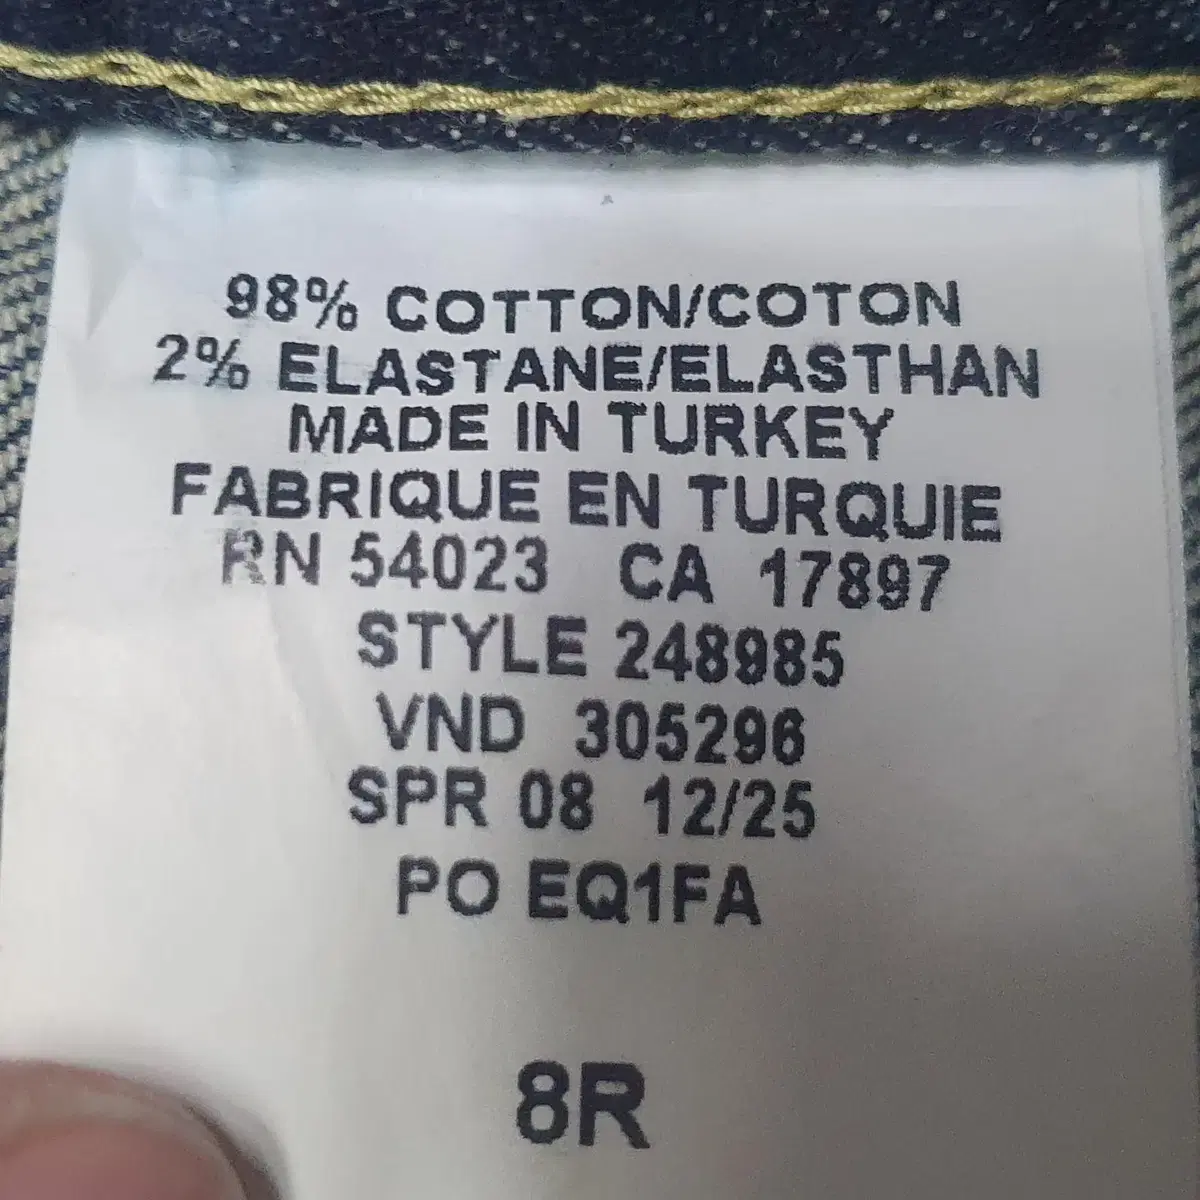 98% COTTON/COTON
2% ELASTANE/ELASTHAN
MADE IN TURKEY
FABRIQUE EN TURQUIE
RN 54023 CA 17897
STYLE 248985
VND 305296
SPR 08 12/25
PO EQ1FA
8R